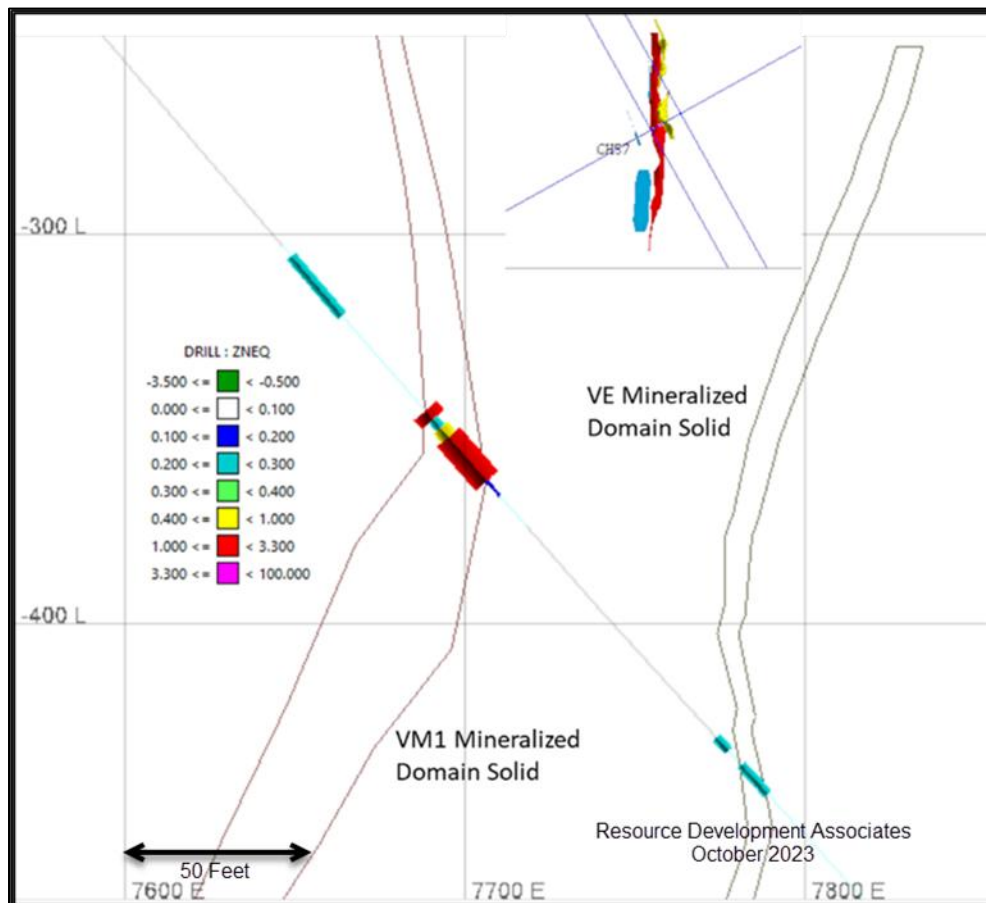 CH57
-300 L
DRILL : ZNEQ
-3.500 <= < -0.500
0.000 <= < 0.100
0.100 <= < 0.200
0.200 <= < 0.300
0.300 <= < 0.400
0.400 <= < 1.000
1.000 <= < 3.300
3.300 <= < 100.000
VE Mineralized
Domain Solid
-400 L
VM1 Mineralized
Domain Solid
Resource Development Associates
October 2023
50 Feet
7600 E
7700 E
7800 E